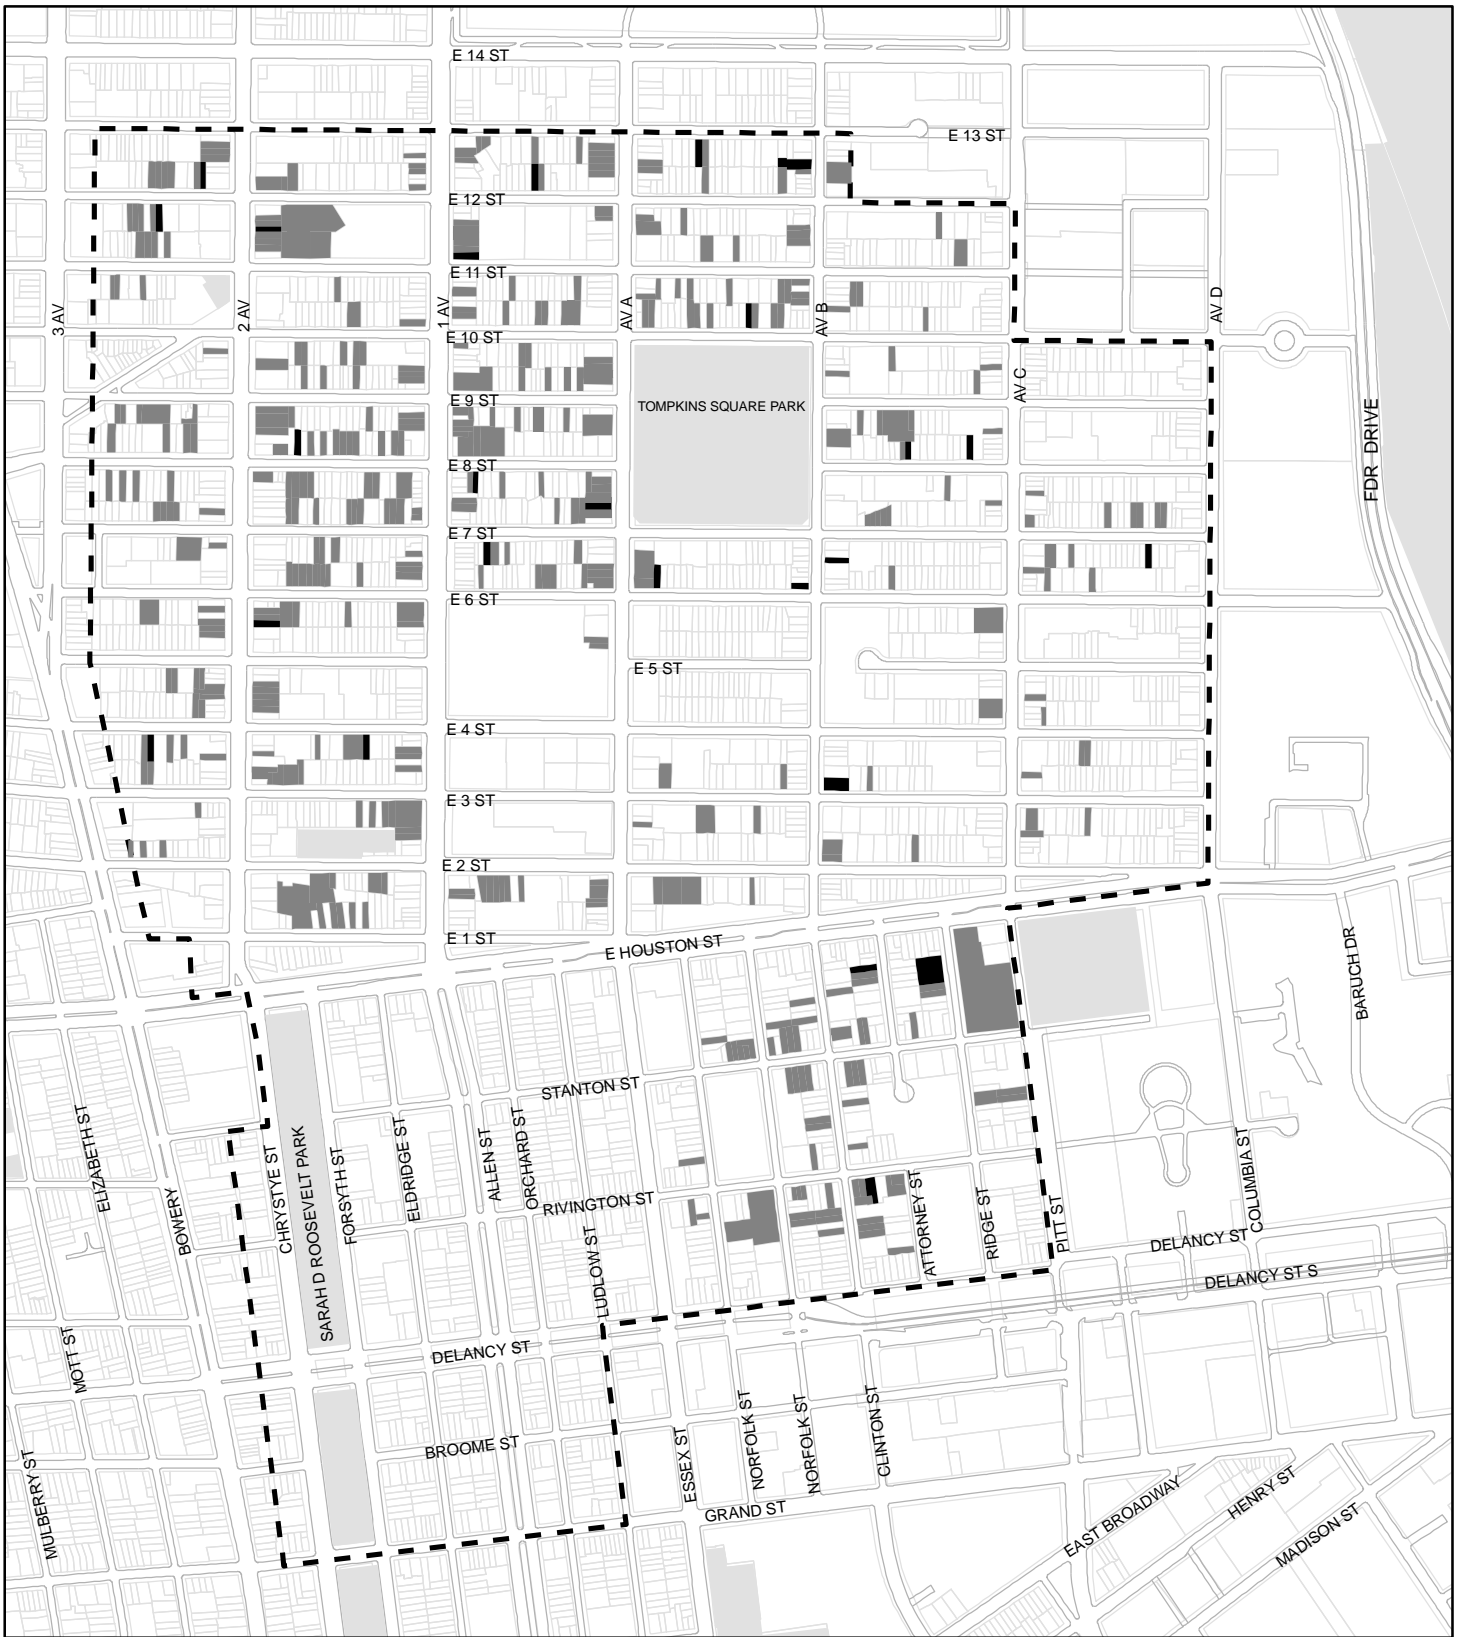 E 14 ST
E 13 ST
E 12 ST
E 11 ST
3 AV
2 AV
1 AV
AV A
AV B
AV D
E 10 ST
AV C
E 9 ST
TOMPKINS SQUARE PARK
FDR DRIVE
E 8 ST
E 7 ST
E 6 ST
E 5 ST
E 4 ST
E 3 ST
E 2 ST
E 1 ST
E HOUSTON ST
BARUCH DR
STANTON ST
ELIZABETH ST
BOWERY
CHRYSTYE ST
SARAH D ROOSEVELT PARK
FORSYTH ST
ELDRIDGE ST
ALLEN ST
ORCHARD ST
RIVINGTON ST
LUDLOW ST
ATTORNEY ST
RIDGE ST
PITT ST
COLUMBIA ST
DELANCY ST
DELANCY ST S
MOTT ST
DELANCY ST
MULBERRY ST
BROOME ST
ESSEX ST
NORFOLK ST
NORFOLK ST
CLINTON ST
GRAND ST
EAST BROADWAY
HENRY ST
MADISON ST